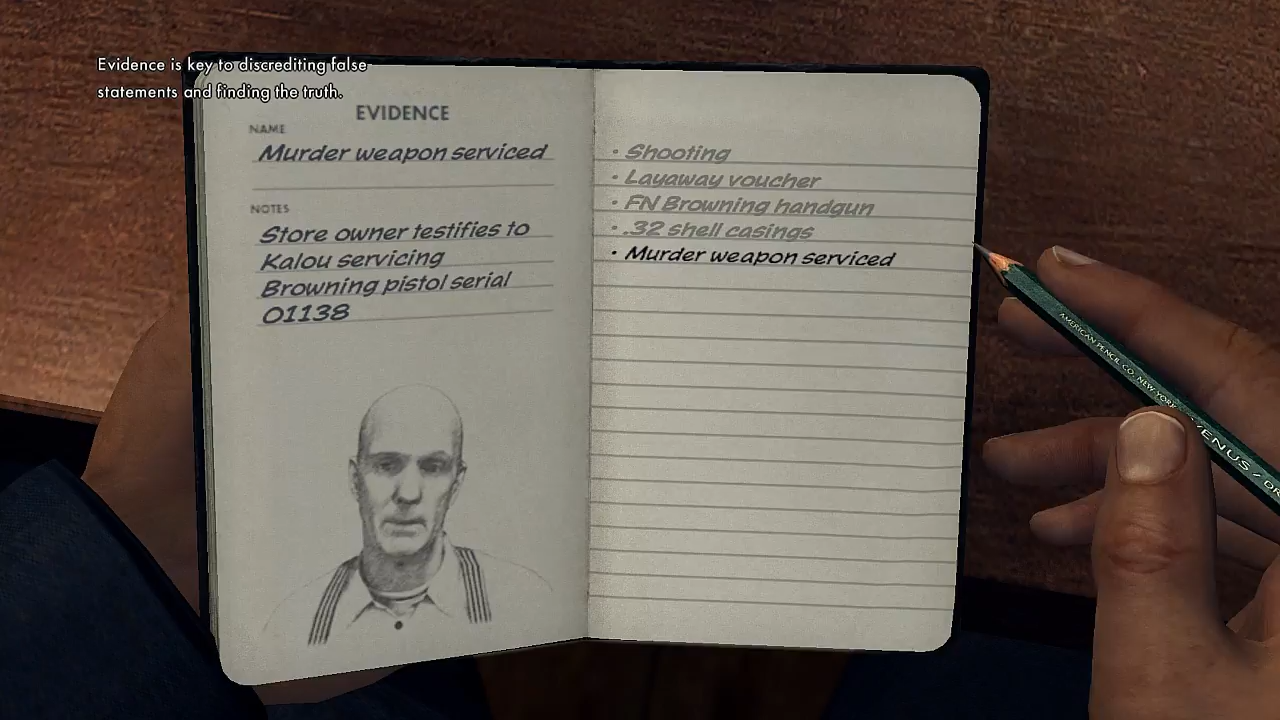 Evidence is key to discrediting false
statements and finding the truth.
EVIDENCE
NAME
Murder weapon serviced
NOTES
Store owner testifies to
Kalou servicing
Browning pistol serial
01138
• Shooting
• Layaway voucher
• FN Browning handgun
• .32 shell casings
• Murder weapon serviced
AMERICAN PENCIL CO. NEW YORK
VENUS